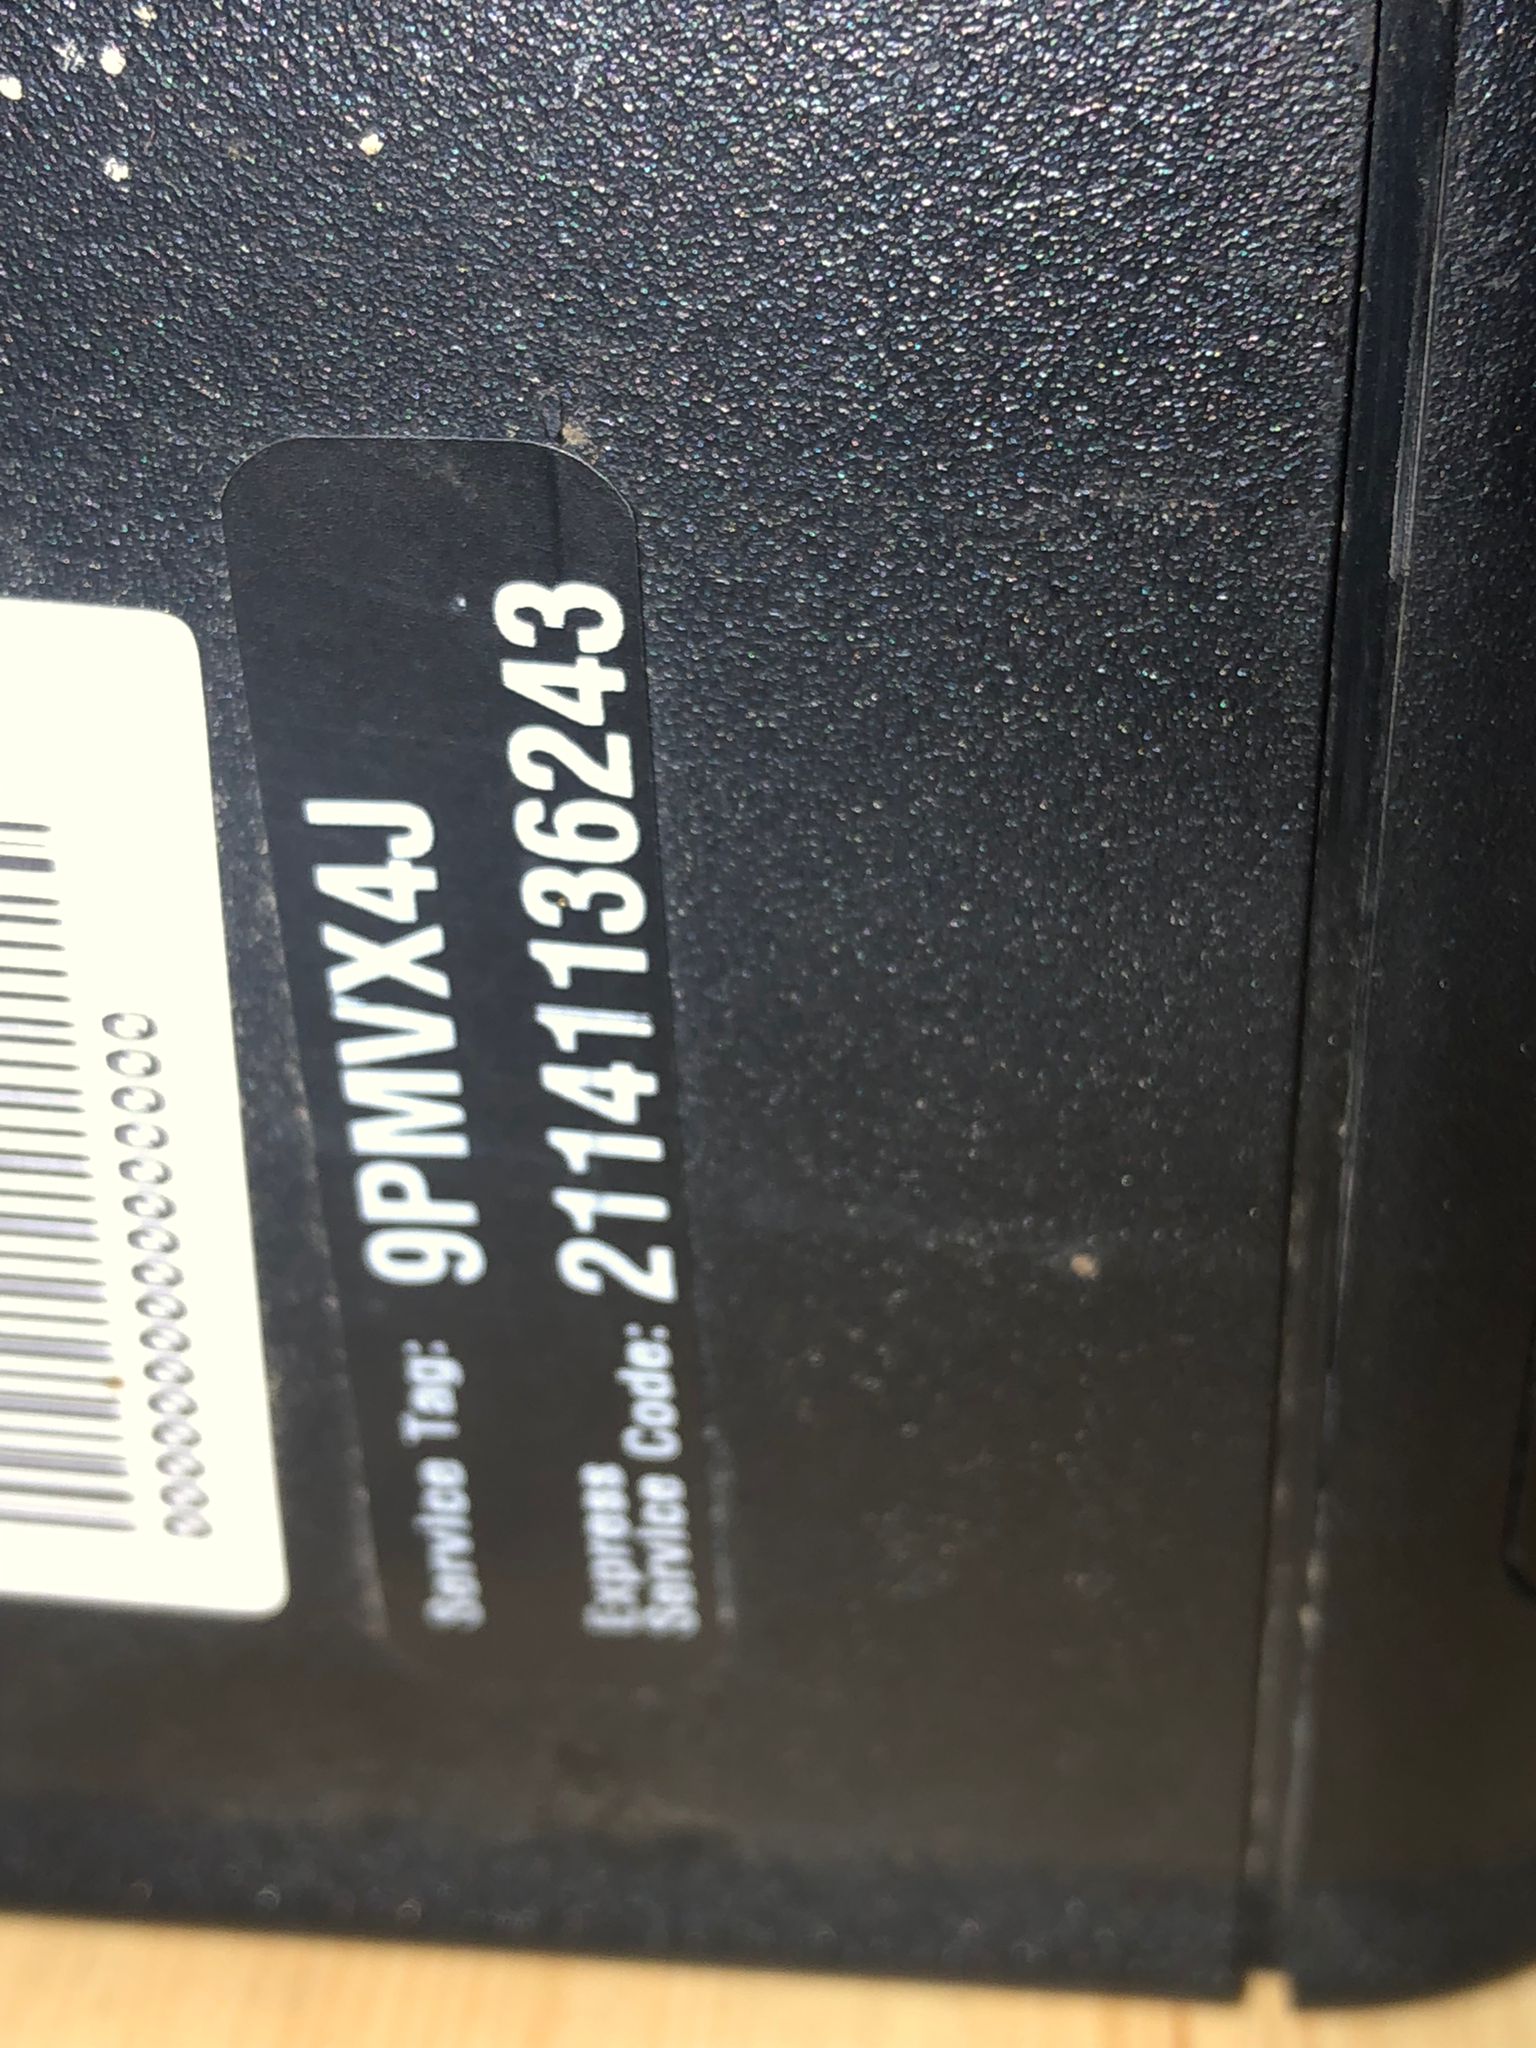 Service Tag: 9PMVX4J
Express
Service Code: 21141136243